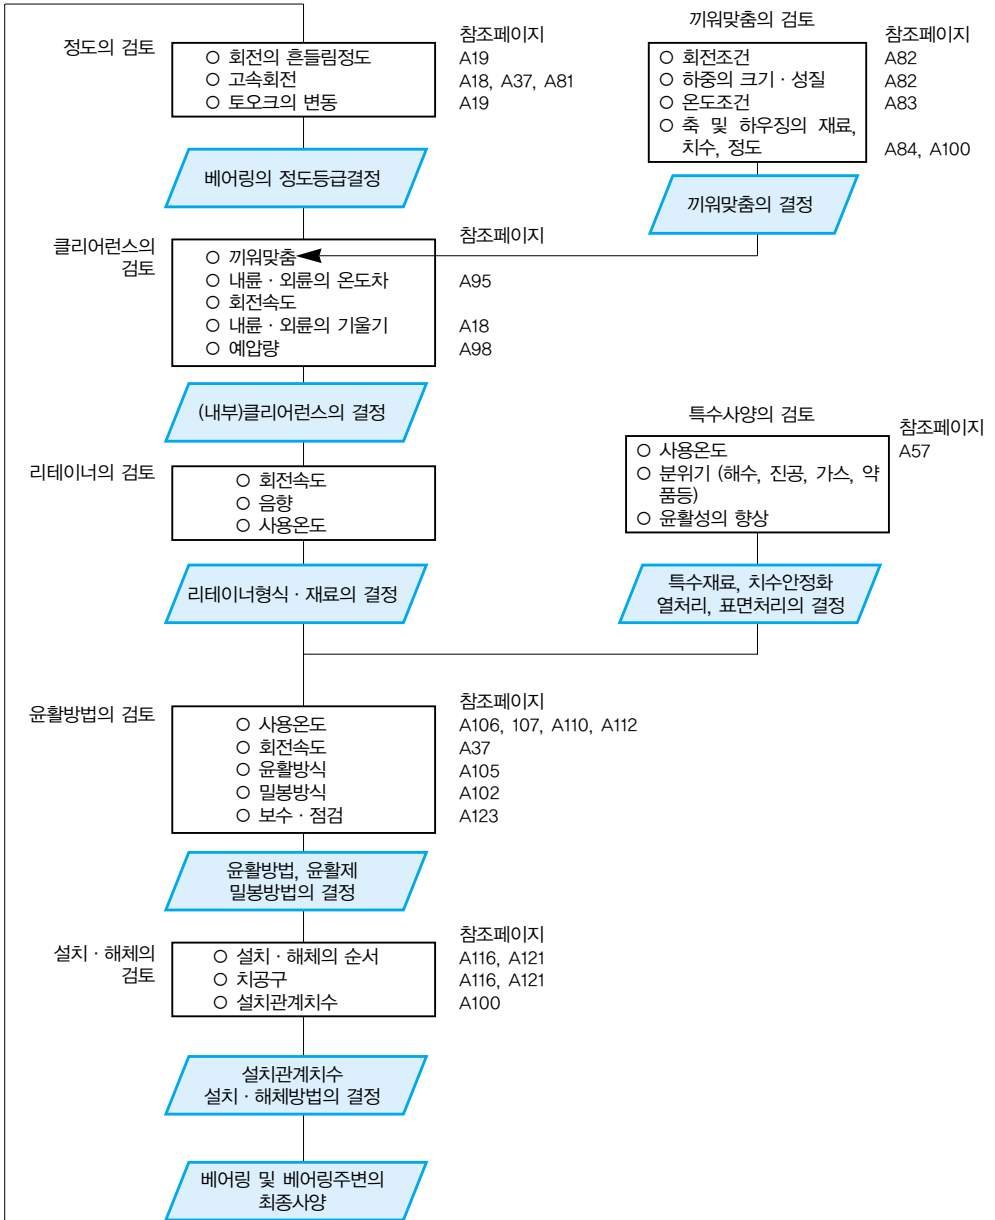 정도의 검토
참조페이지
○ 회전의 흔들림정도 A19
○ 고속회전 A18, A37, A81
○ 토오크의 변동 A19
베어링의 정도등급결정
끼워맞춤의 검토
참조페이지
○ 회전조건 A82
○ 하중의 크기 · 성질 A82
○ 온도조건 A83
○ 축 및 하우징의 재료,
치수, 정도 A84, A100
끼워맞춤의 결정
클리어런스의
검토
참조페이지
○ 끼워맞춤
○ 내륜 · 외륜의 온도차 A95
○ 회전속도
○ 내륜 · 외륜의 기울기 A18
○ 예압량 A98
(내부)클리어런스의 결정
리테이너의 검토
○ 회전속도
○ 음향
○ 사용온도
리테이너형식 · 재료의 결정
특수사양의 검토
참조페이지
○ 사용온도 A57
○ 분위기 (해수, 진공, 가스, 약
품등)
○ 윤활성의 향상
특수재료, 치수안정화
열처리, 표면처리의 결정
윤활방법의 검토
참조페이지
○ 사용온도 A106, 107, A110, A112
○ 회전속도 A37
○ 윤활방식 A105
○ 밀봉방식 A102
○ 보수 · 점검 A123
윤활방법, 윤활제
밀봉방법의 결정
설치 · 해체의
검토
참조페이지
○ 설치 · 해체의 순서 A116, A121
○ 치공구 A116, A121
○ 설치관계치수 A100
설치관계치수
설치 · 해체방법의 결정
베어링 및 베어링주변의
최종사양